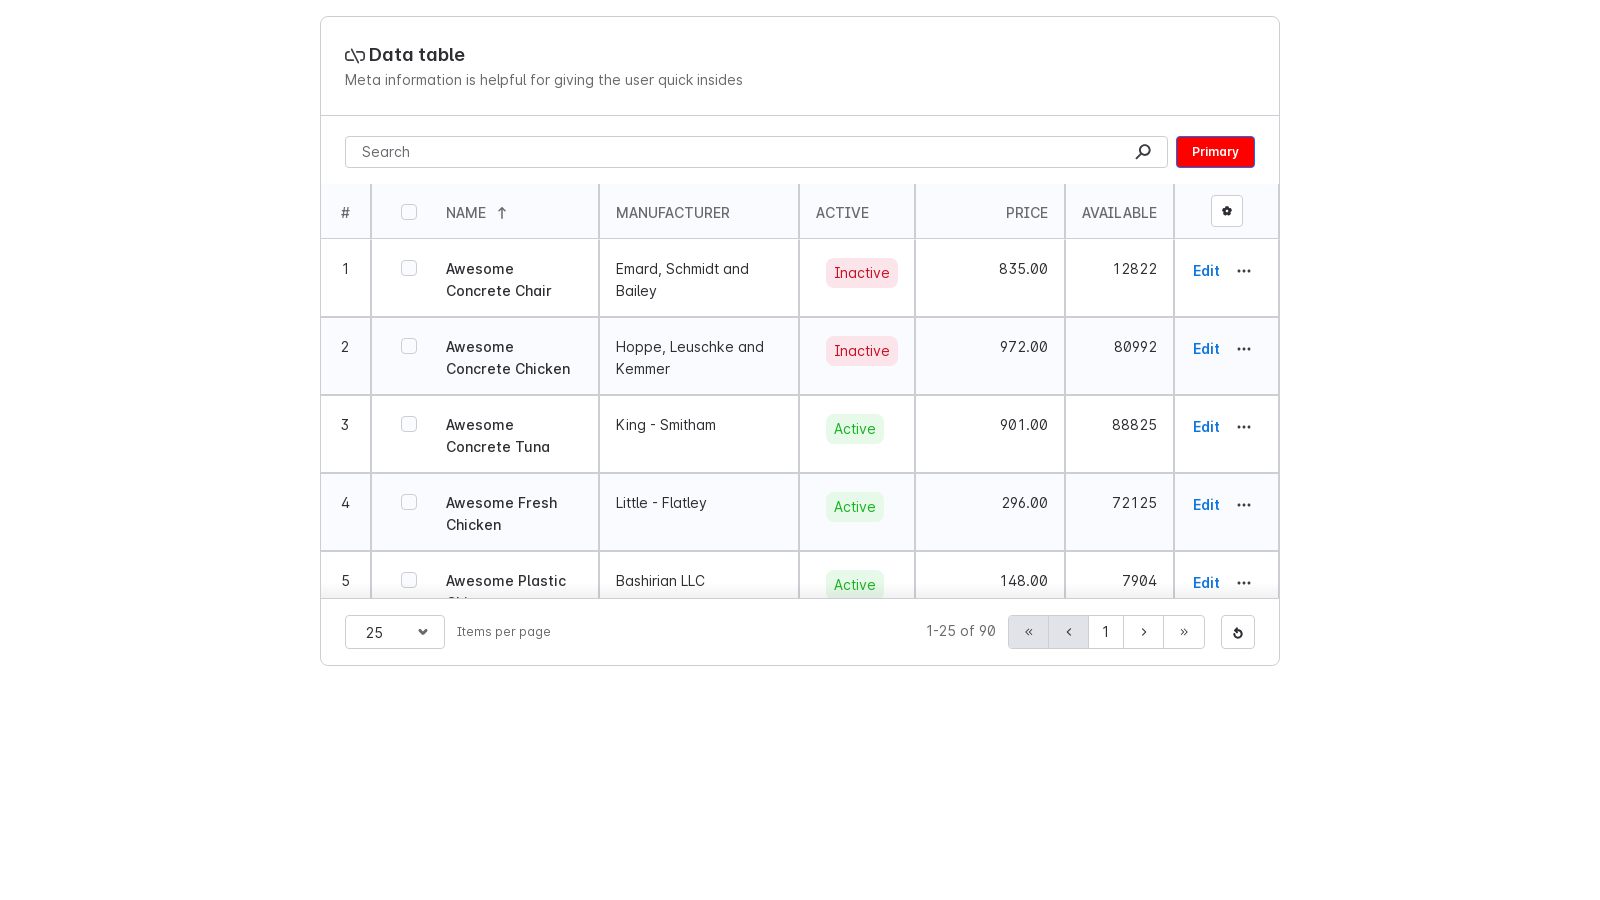 Data table
Meta information is helpful for giving the user quick insides
Search
Primary
# NAME ↑ MANUFACTURER ACTIVE PRICE AVAILABLE
1 Awesome Concrete Chair Emard, Schmidt and Bailey Inactive 835.00 12822 Edit
2 Awesome Concrete Chicken Hoppe, Leuschke and Kemmer Inactive 972.00 80992 Edit
3 Awesome Concrete Tuna King - Smitham Active 901.00 88825 Edit
4 Awesome Fresh Chicken Little - Flatley Active 296.00 72125 Edit
5 Awesome Plastic Bashirian LLC Active 148.00 7904 Edit
25 Items per page 1-25 of 90 « ‹ 1 › »